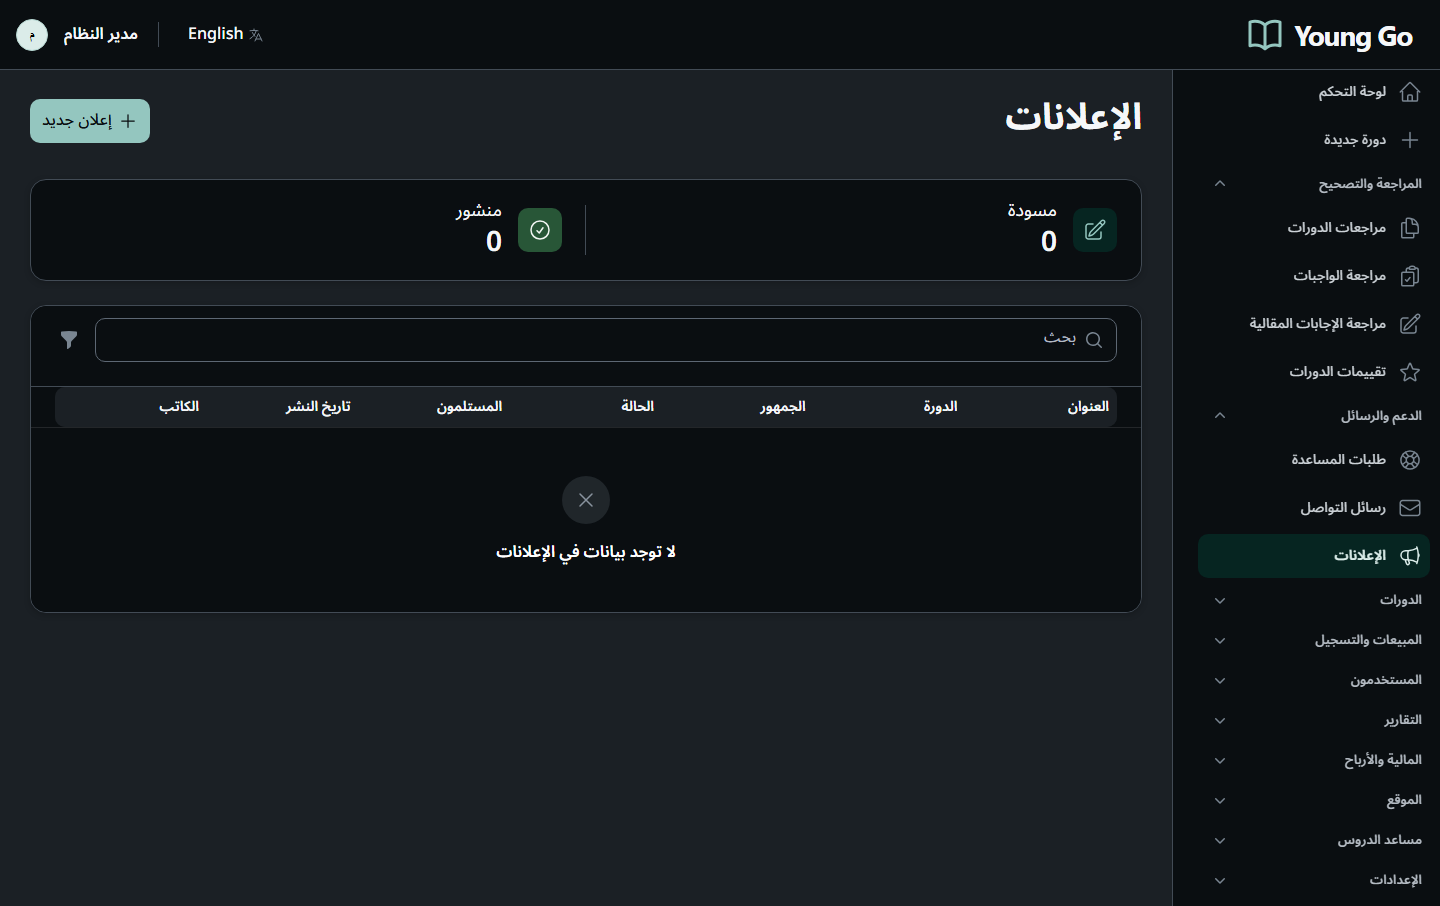 Young Go
English
مدير النظام
م
لوحة التحكم
دورة جديدة
المراجعة والتصحيح
مراجعات الدورات
مراجعة الواجبات
مراجعة الإجابات المقالية
تقييمات الدورات
الدعم والرسائل
طلبات المساعدة
رسائل التواصل
الإعلانات
الدورات
المبيعات والتسجيل
المستخدمون
التقارير
المالية والأرباح
الموقع
مساعد الدروس
الإعدادات
الإعلانات
إعلان جديد
مسودة
0
منشور
0
بحث
العنوان الدورة الجمهور الحالة المستلمون تاريخ النشر الكاتب
لا توجد بيانات في الإعلانات